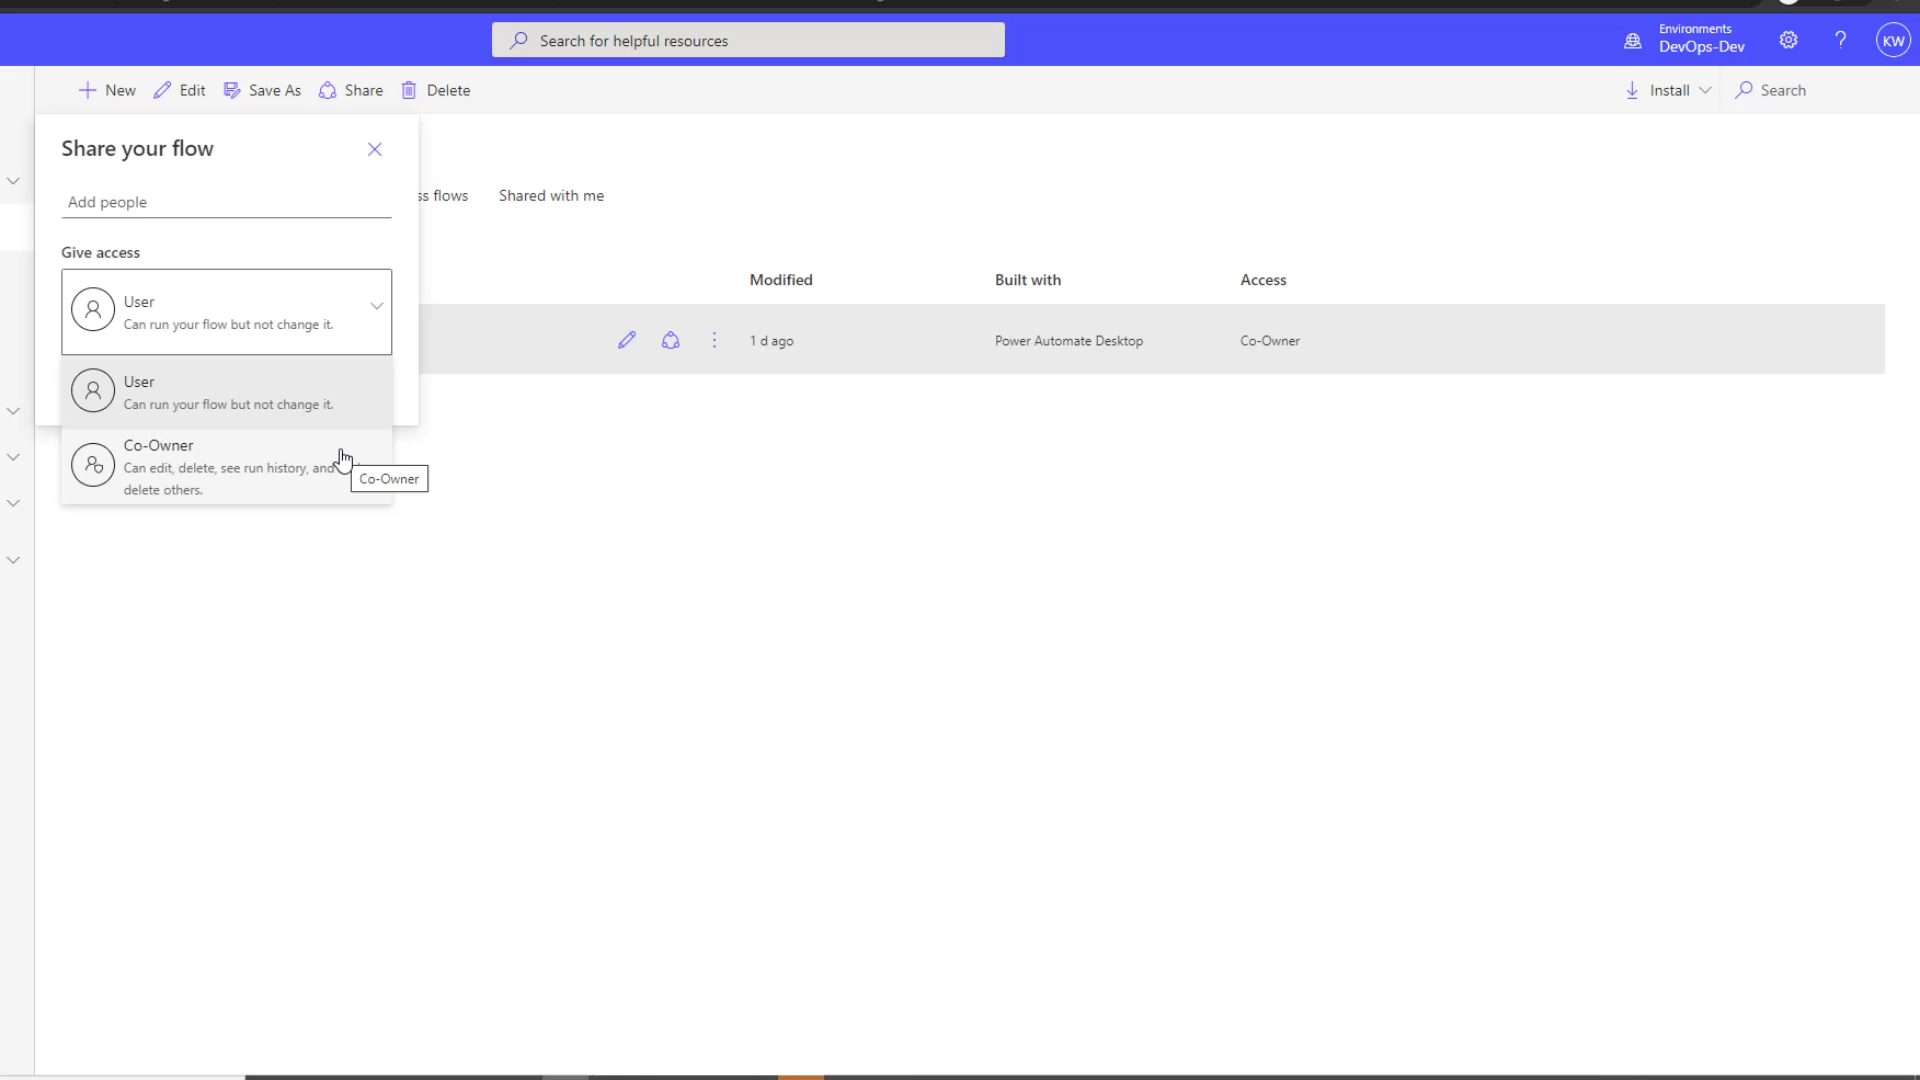 Search for helpful resources
Environments
DevOps-Dev
KW
New
Edit
Save As
Share
Delete
Install
Search
Share your flow
Add people
ss flows
Shared with me
Give access
User
Can run your flow but not change it.
Modified
Built with
Access
1 d ago
Power Automate Desktop
Co-Owner
User
Can run your flow but not change it.
Co-Owner
Can edit, delete, see run history, and
delete others.
Co-Owner